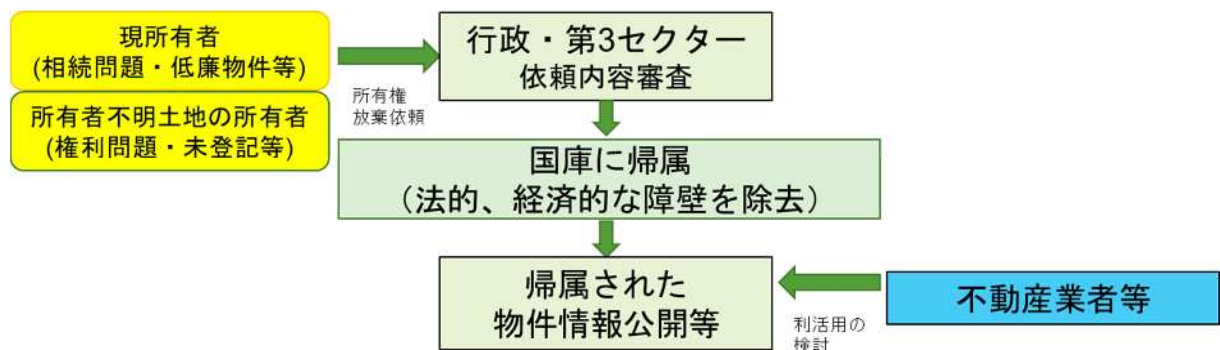 現所有者
(相続問題・低廉物件等)
所有者不明土地の所有者
(権利問題・未登記等)
所有権
放棄依頼
行政・第3セクター
依頼内容審査
国庫に帰属
（法的、経済的な障壁を除去）
帰属された
物件情報公開等
利活用の
検討
不動産業者等